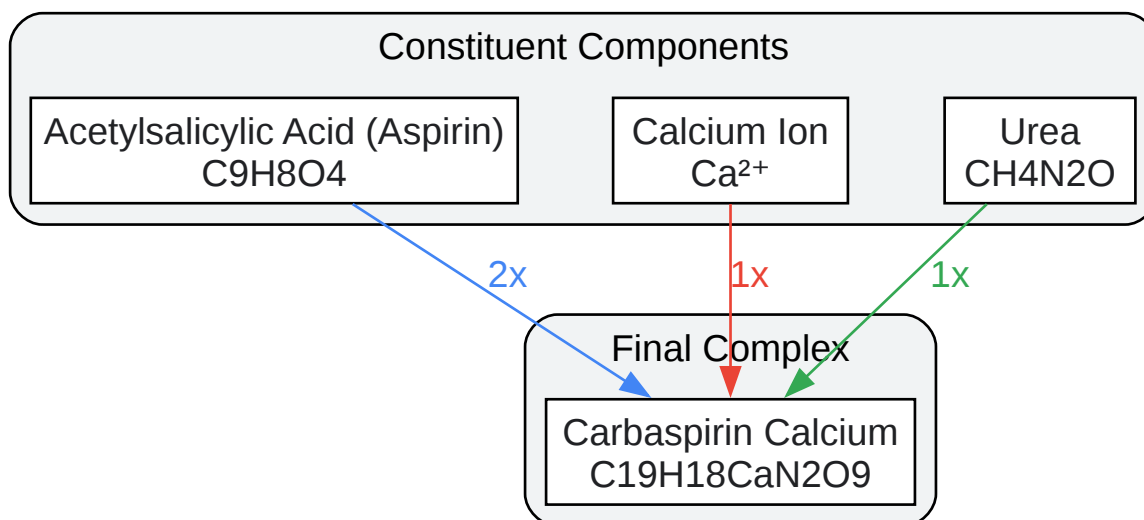 Constituent Components
Acetylsalicylic Acid (Aspirin)
C9H8O4
Calcium Ion
Ca²⁺
Urea
CH4N2O
2x
1x
1x
Final Complex
Carbaspirin Calcium
C19H18CaN2O9